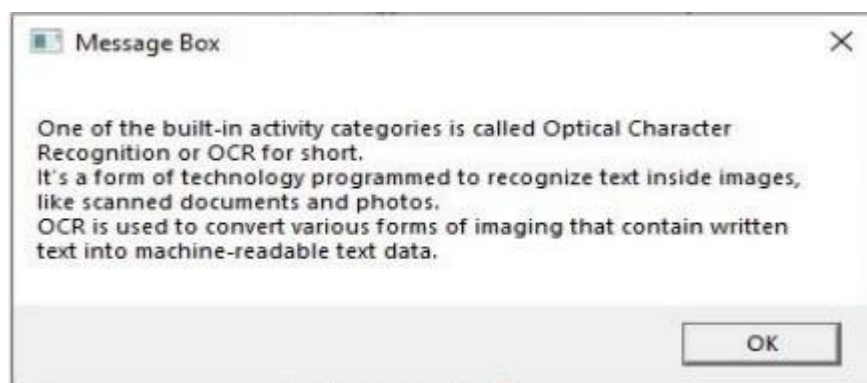 Message Box
One of the built-in activity categories is called Optical Character
Recognition or OCR for short.
It's a form of technology programmed to recognize text inside images,
like scanned documents and photos.
OCR is used to convert various forms of imaging that contain written
text into machine-readable text data.
OK